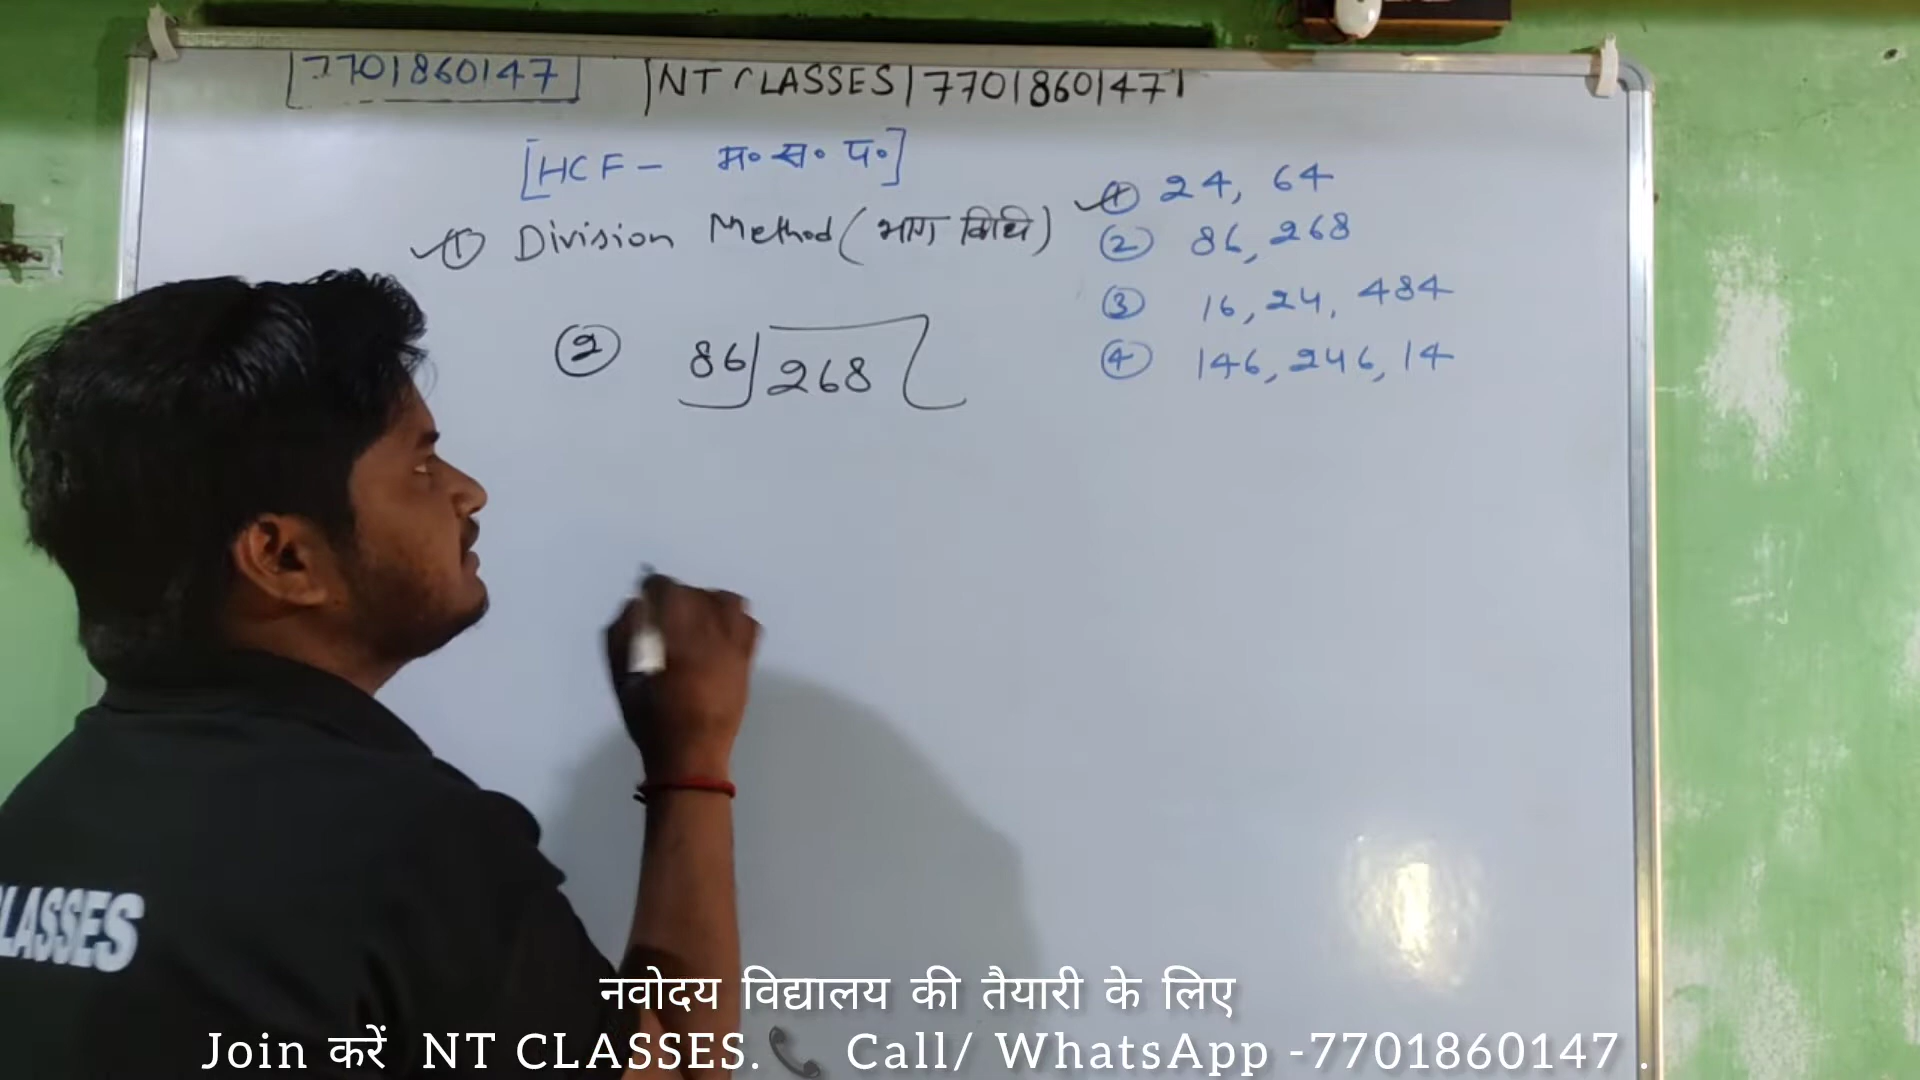 |7701860147| |NT CLASSES|7701860147|
[HCF - म॰ स॰ प॰]
① Division Method (भाग विधि)
① 24, 64
② 86, 268
③ 16, 24, 484
④ 146, 246, 14
② 86 268
CLASSES
नवोदय विद्यालय की तैयारी के लिए
Join करें NT CLASSES.📞 Call/ WhatsApp -7701860147 .